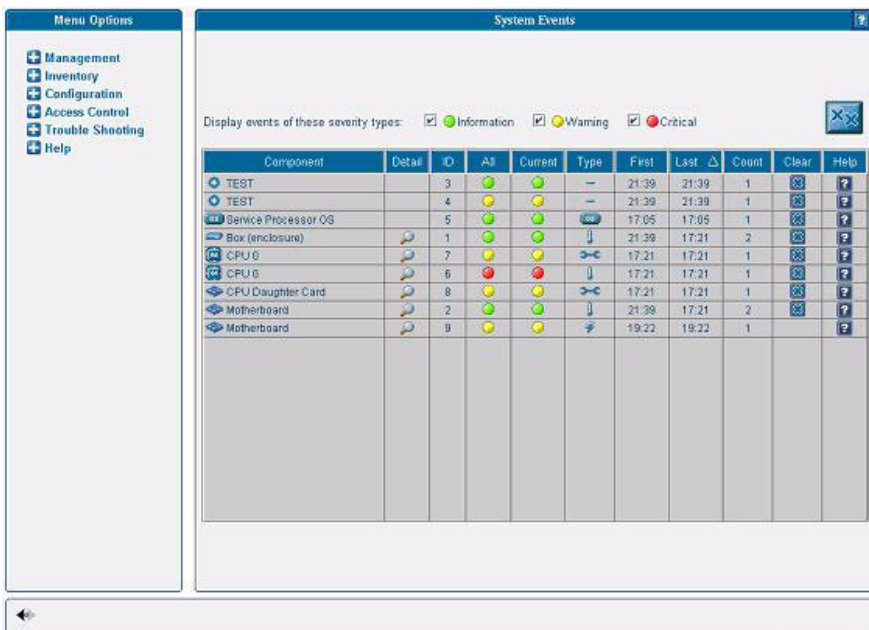 Menu Options
Management
Inventory
Configuration
Access Control
Trouble Shooting
Help
System Events ?
Display events of these severity types: Information Warning Critical
Component Detail ID All Current Type First Last Count Clear Help
TEST 3 21:39 21:39 1 ?
TEST 4 21:39 21:39 1 ?
Service Processor OS 5 17:05 17:05 1 ?
Box (enclosure) 1 21:39 17:21 2 ?
CPU 0 7 17:21 17:21 1 ?
CPU 0 6 17:21 17:21 1 ?
CPU Daughter Card 8 17:21 17:21 1 ?
Motherboard 2 21:39 17:21 2 ?
Motherboard 9 19:22 19:22 1 ?